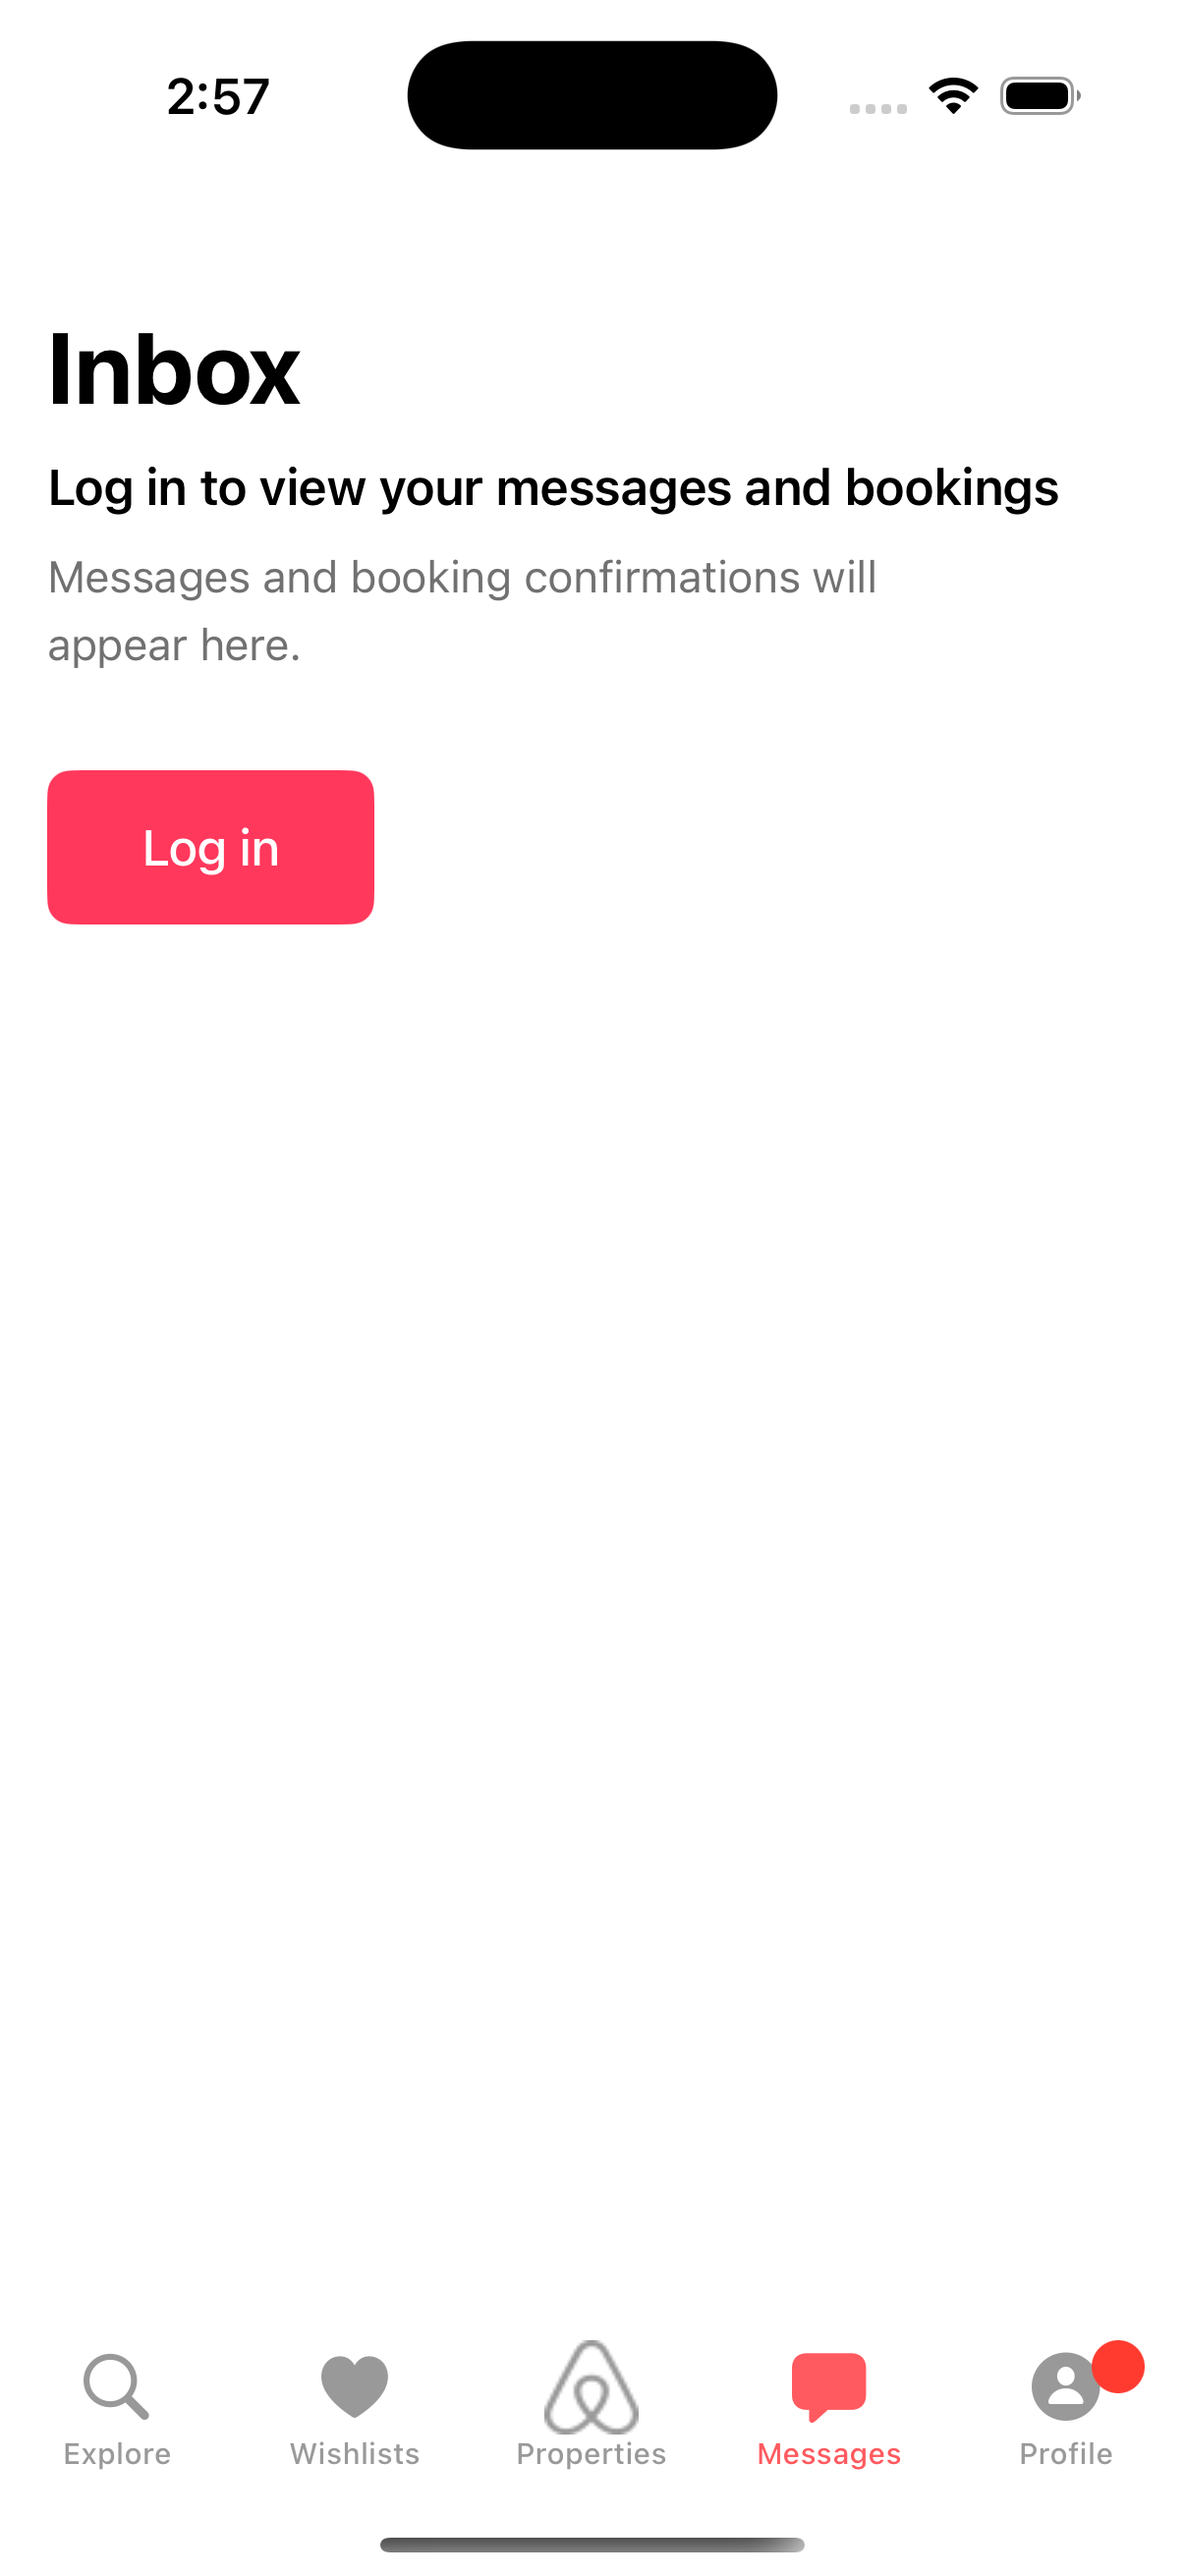 2:57
Inbox
Log in to view your messages and bookings
Messages and booking confirmations will
appear here.
Log in
Explore
Wishlists
Properties
Messages
Profile